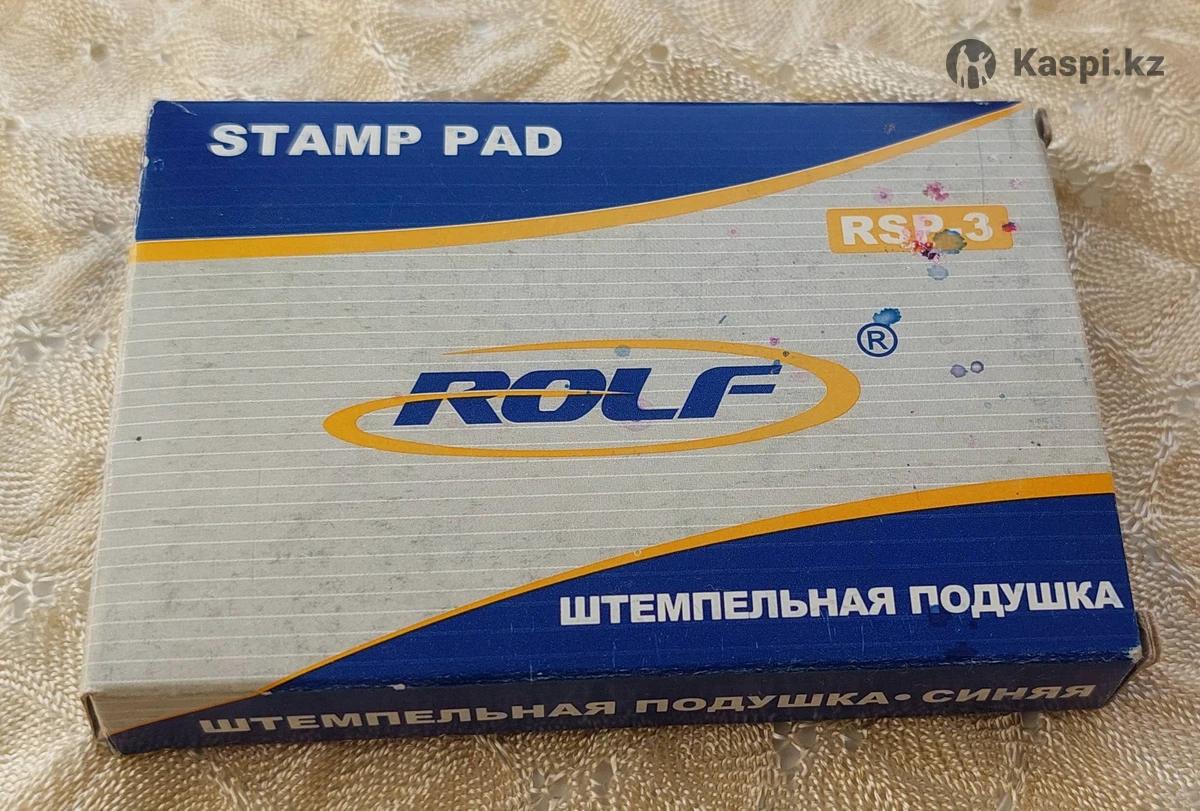 Kaspi.kz
STAMP PAD
RSP-3
ROLF ®
ШТЕМПЕЛЬНАЯ ПОДУШКА
ШТЕМПЕЛЬНАЯ ПОДУШКА • СИНЯЯ